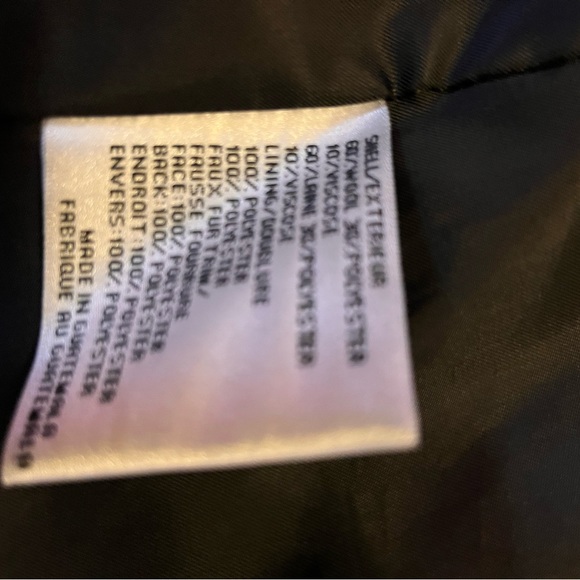 SHELL/EXTERIEUR
60%WOOL 30%POLYESTER
10%VISCOSE
60%LAINE 30%POLYESTER
10%VISCOSE
LINING/DOUBLURE
100% POLYESTER
100% POLYESTER
FAUX FUR TRIM/
FAUSSE FOURRURE
FACE:100% POLYESTER
BACK:100% POLYESTER
ENDROIT:100% POLYESTER
ENVERS:100% POLYESTER
MADE IN GUATEMALA
FABRIQUE AU GUATEMALA